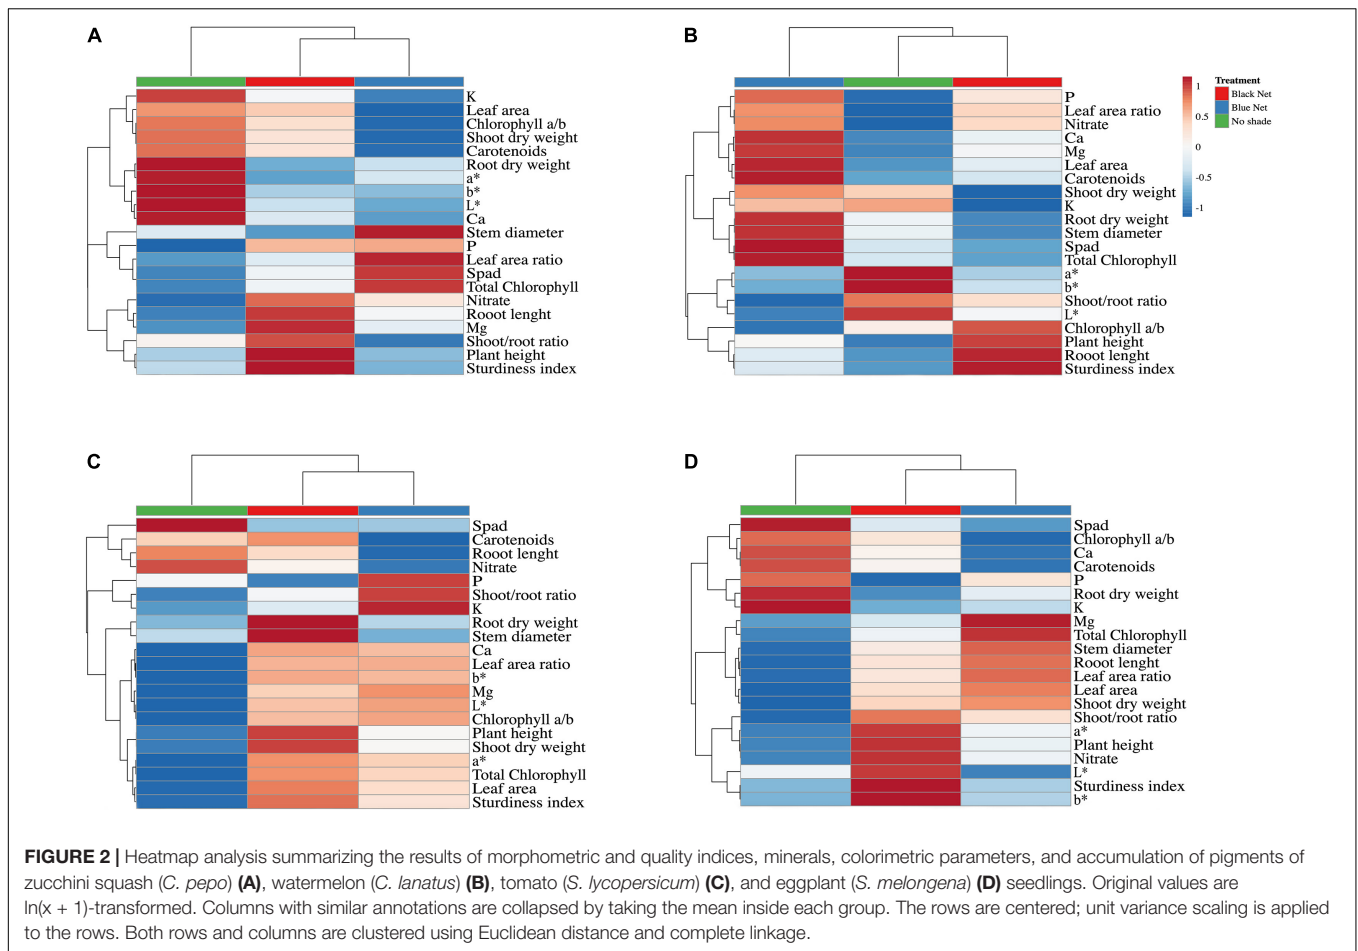 A
K
Leaf area
Chlorophyll a/b
Shoot dry weight
Carotenoids
Root dry weight
a*
b*
L*
Ca
Stem diameter
P
Leaf area ratio
Spad
Total Chlorophyll
Nitrate
Rooot lenght
Mg
Shoot/root ratio
Plant height
Sturdiness index
B
P
Leaf area ratio
Nitrate
Ca
Mg
Leaf area
Carotenoids
Shoot dry weight
K
Root dry weight
Stem diameter
Spad
Total Chlorophyll
a*
b*
Shoot/root ratio
L*
Chlorophyll a/b
Plant height
Rooot lenght
Sturdiness index
1
0.5
0
-0.5
-1
Treatment
Black Net
Blue Net
No shade
C
Spad
Carotenoids
Rooot lenght
Nitrate
P
Shoot/root ratio
K
Root dry weight
Stem diameter
Ca
Leaf area ratio
b*
Mg
L*
Chlorophyll a/b
Plant height
Shoot dry weight
a*
Total Chlorophyll
Leaf area
Sturdiness index
D
Spad
Chlorophyll a/b
Ca
Carotenoids
P
Root dry weight
K
Mg
Total Chlorophyll
Stem diameter
Rooot lenght
Leaf area ratio
Leaf area
Shoot dry weight
Shoot/root ratio
a*
Plant height
Nitrate
L*
Sturdiness index
b*
FIGURE 2 | Heatmap analysis summarizing the results of morphometric and quality indices, minerals, colorimetric parameters, and accumulation of pigments of
zucchini squash (C. pepo) (A), watermelon (C. lanatus) (B), tomato (S. lycopersicum) (C), and eggplant (S. melongena) (D) seedlings. Original values are
ln(x + 1)-transformed. Columns with similar annotations are collapsed by taking the mean inside each group. The rows are centered; unit variance scaling is applied
to the rows. Both rows and columns are clustered using Euclidean distance and complete linkage.